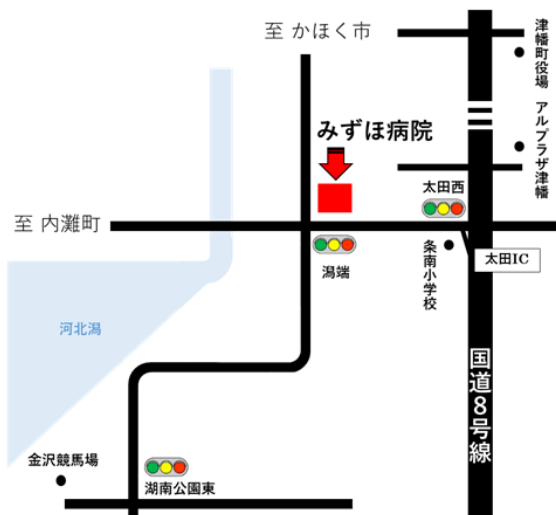 至 かほく市
津幡町役場
みずほ病院
アルプラザ津幡
太田西
至 内灘町
潟端
条南小学校
太田IC
河北潟
国道8号線
金沢競馬場
湖南公園東